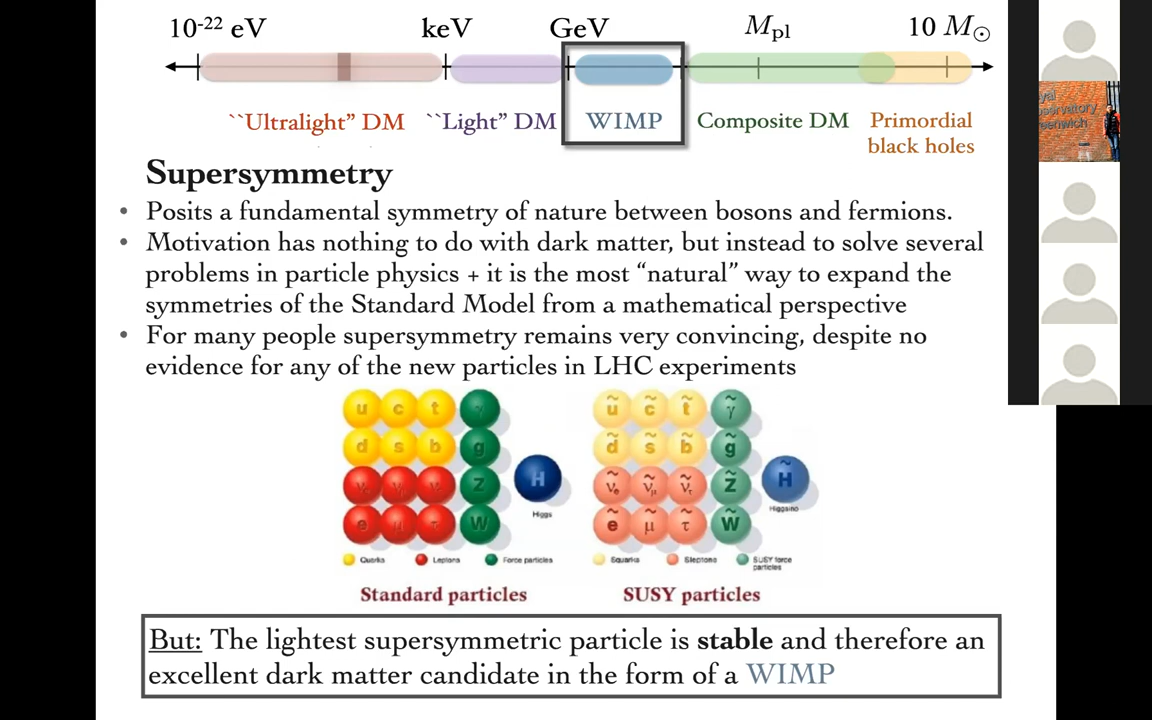 10-22 eV keV GeV Mpl 10 M⊙
``Ultralight” DM ``Light” DM WIMP Composite DM Primordial
black holes
Supersymmetry
• Posits a fundamental symmetry of nature between bosons and fermions.
• Motivation has nothing to do with dark matter, but instead to solve several
problems in particle physics + it is the most “natural” way to expand the
symmetries of the Standard Model from a mathematical perspective
• For many people supersymmetry remains very convincing, despite no
evidence for any of the new particles in LHC experiments
u c t γ ũ c̃ t̃ γ̃
d s b g d̃ s̃ b̃ g̃
Z H ν̃e ν̃μ ν̃τ Z̃ H̃
Higgs Higgsino
e μ τ W ẽ μ̃ τ̃ W̃
Quarks Leptons Force particles Squarks Sleptons SUSY force
particles
Standard particles SUSY particles
But: The lightest supersymmetric particle is stable and therefore an
excellent dark matter candidate in the form of a WIMP